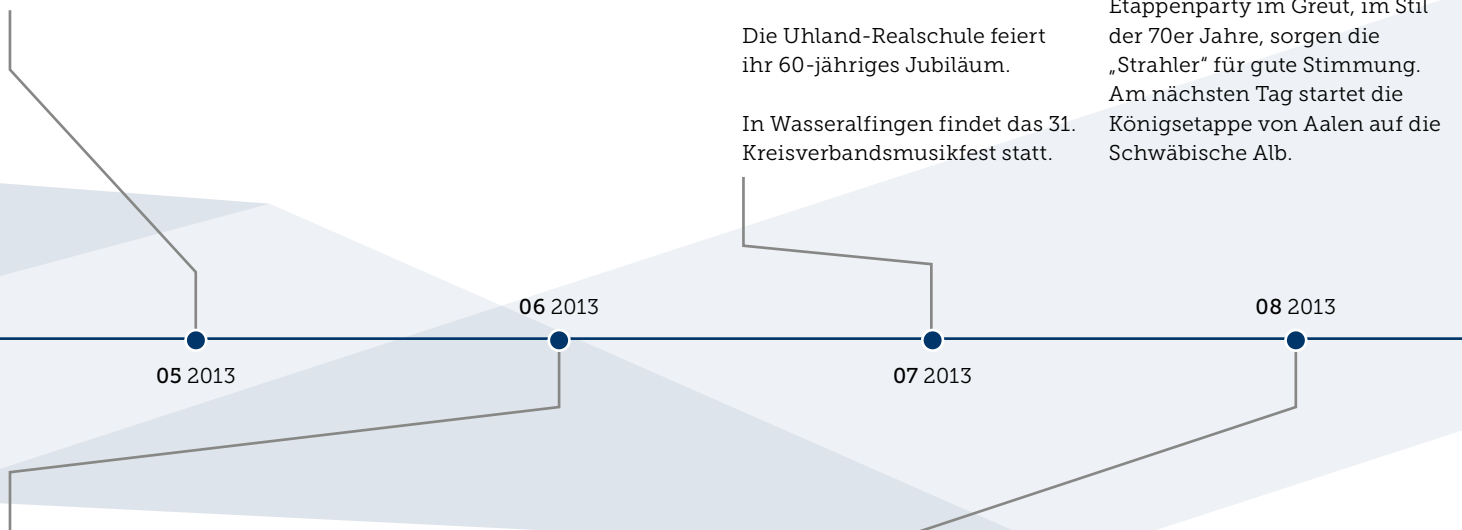 Die Uhland-Realschule feiert
ihr 60-jähriges Jubiläum.
In Wasseralfingen findet das 31.
Kreisverbandsmusikfest statt.
Etappenparty im Greut, im Stil
der 70er Jahre, sorgen die
„Strahler“ für gute Stimmung.
Am nächsten Tag startet die
Königsetappe von Aalen auf die
Schwäbische Alb.
05 2013
06 2013
07 2013
08 2013